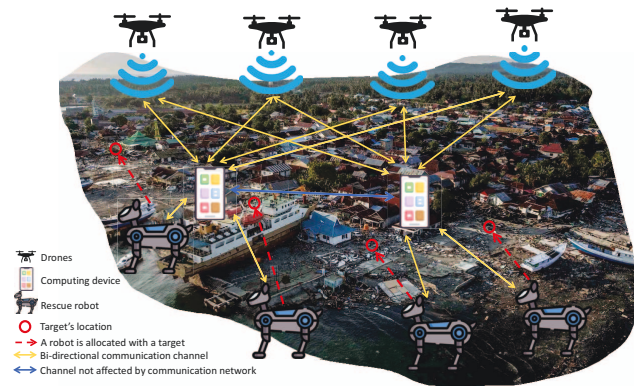 Drones
Computing device
Rescue robot
Target's location
A robot is allocated with a target
Bi-directional communication channel
Channel not affected by communication network